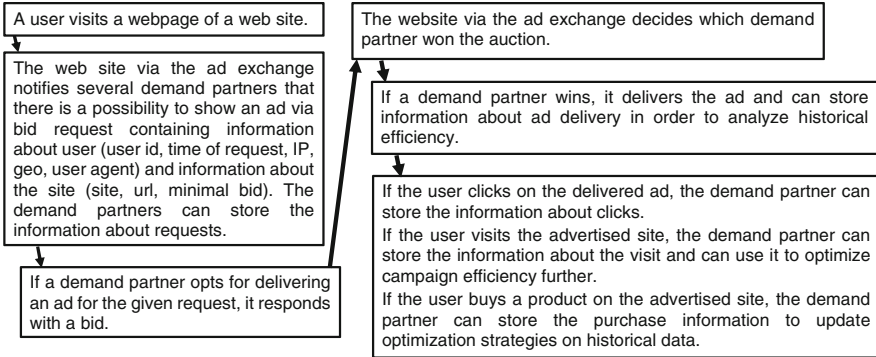 A user visits a webpage of a web site.
The web site via the ad exchange
notifies several demand partners that
there is a possibility to show an ad via
bid request containing information
about user (user id, time of request, IP,
geo, user agent) and information about
the site (site, url, minimal bid). The
demand partners can store the
information about requests.
If a demand partner opts for delivering
an ad for the given request, it responds
with a bid.
The website via the ad exchange decides which demand
partner won the auction.
If a demand partner wins, it delivers the ad and can store
information about ad delivery in order to analyze historical
efficiency.
If the user clicks on the delivered ad, the demand partner can
store the information about clicks.
If the user visits the advertised site, the demand partner can
store the information about the visit and can use it to optimize
campaign efficiency further.
If the user buys a product on the advertised site, the demand
partner can store the purchase information to update
optimization strategies on historical data.